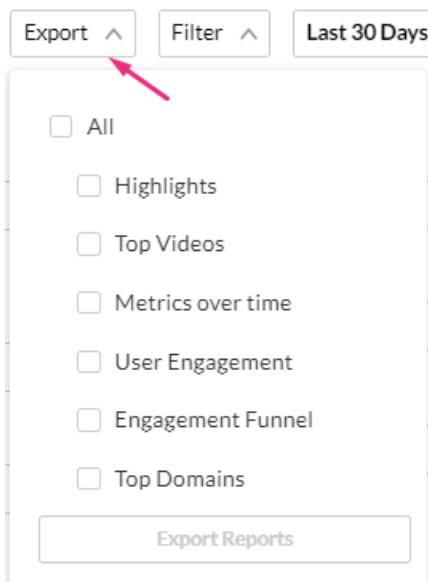 Export Filter Last 30 Days
All
Highlights
Top Videos
Metrics over time
User Engagement
Engagement Funnel
Top Domains
Export Reports